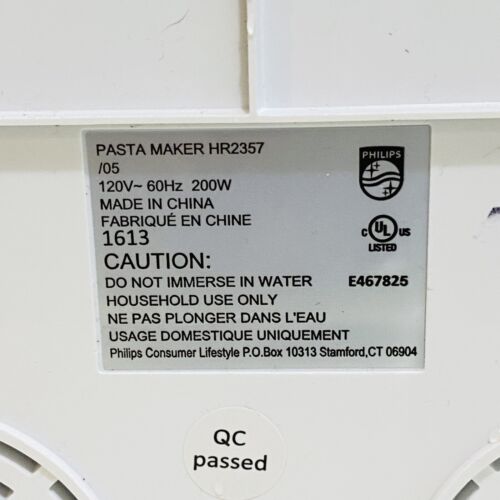 PASTA MAKER HR2357
/05
120V~ 60Hz 200W
MADE IN CHINA
FABRIQUÉ EN CHINE
1613
CAUTION:
DO NOT IMMERSE IN WATER
HOUSEHOLD USE ONLY
NE PAS PLONGER DANS L'EAU
USAGE DOMESTIQUE UNIQUEMENT
Philips Consumer Lifestyle P.O.Box 10313 Stamford,CT 06904
PHILIPS
C UL US
LISTED
E467825
QC
passed